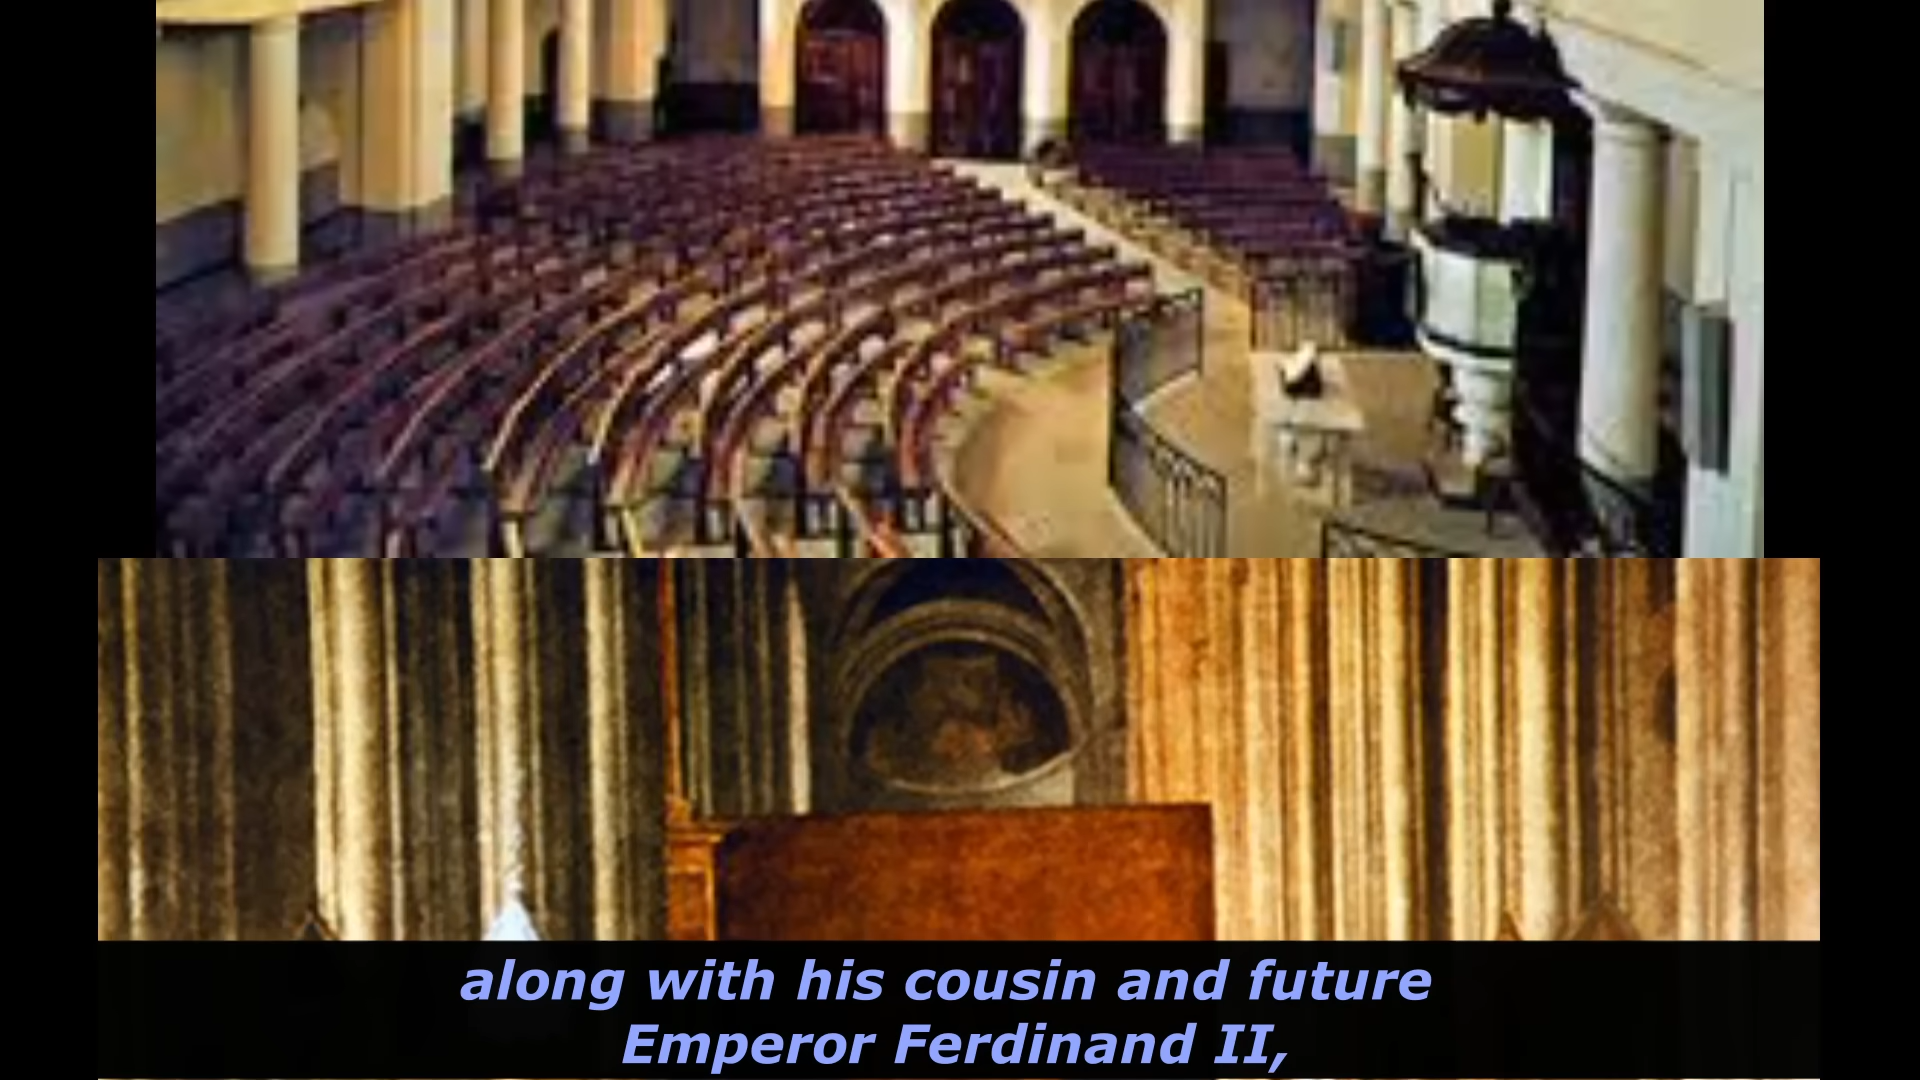 along with his cousin and future
Emperor Ferdinand II,